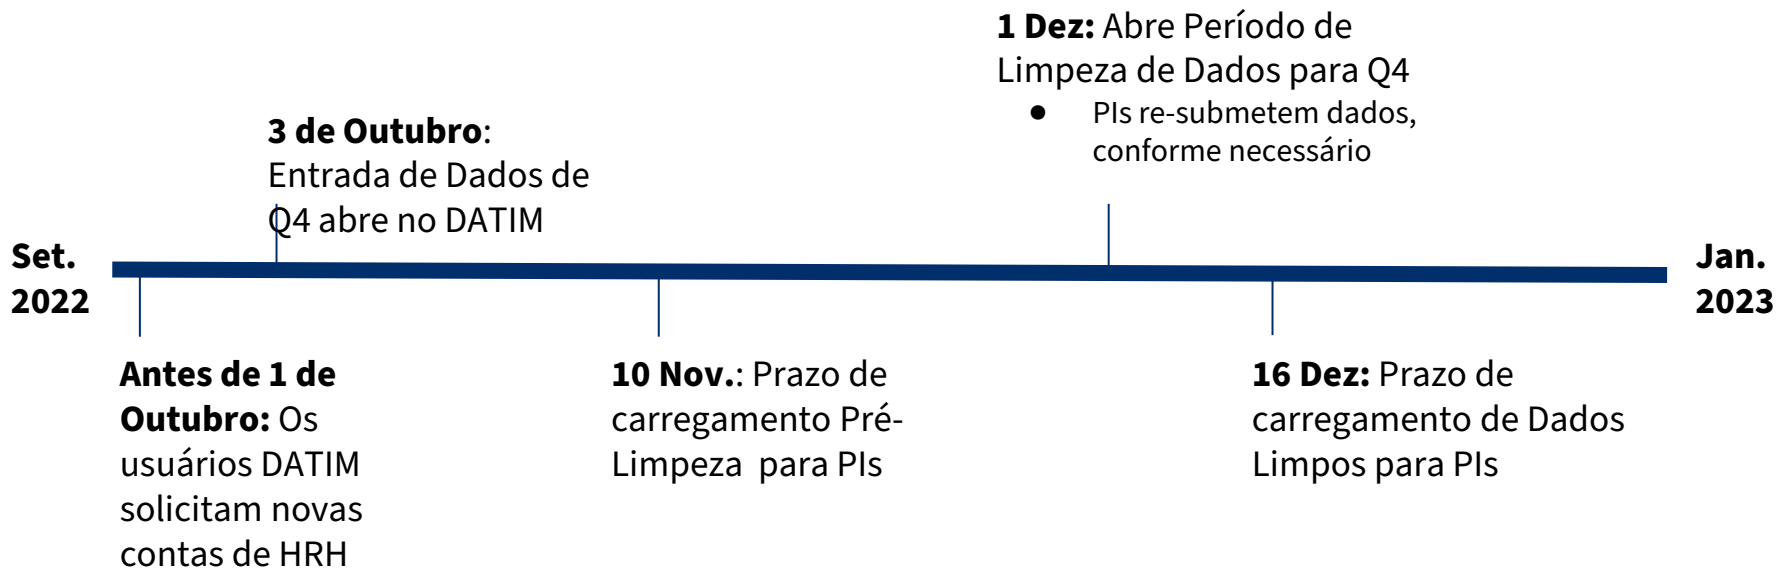 1 Dez: Abre Período de
Limpeza de Dados para Q4
● PIs re-submetem dados,
conforme necessário
3 de Outubro:
Entrada de Dados de
Q4 abre no DATIM
Set.
2022
Jan.
2023
Antes de 1 de
Outubro: Os
usuários DATIM
solicitam novas
contas de HRH
10 Nov.: Prazo de
carregamento Pré-
Limpeza para PIs
16 Dez: Prazo de
carregamento de Dados
Limpos para PIs